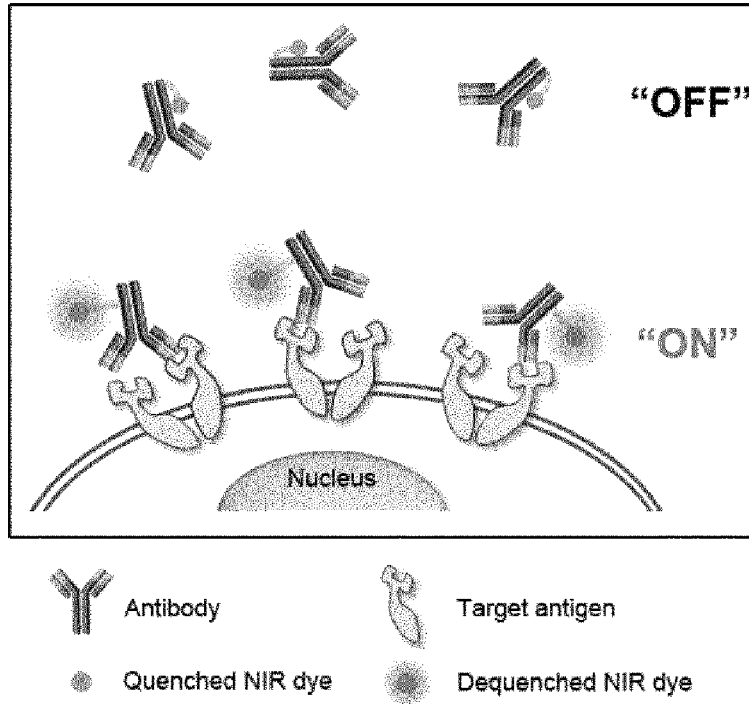 “OFF”
“ON”
Nucleus
Antibody
Target antigen
Quenched NIR dye
Dequenched NIR dye